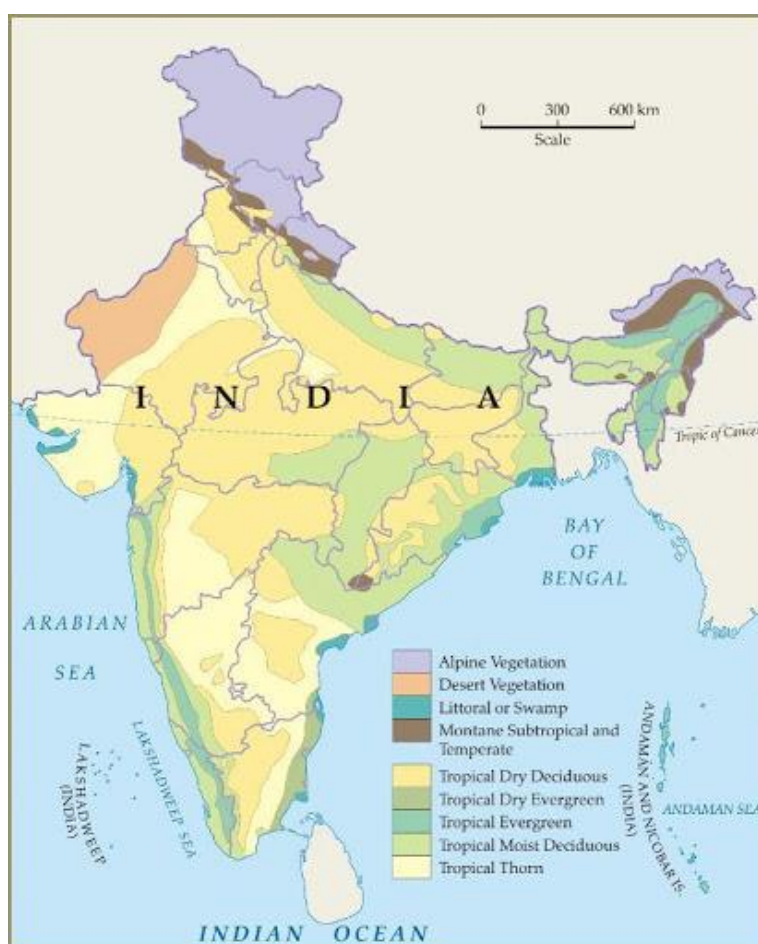 0 300 600 km
Scale
I N D I A
Tropic of Cance
BAY
OF
BENGAL
ARABIAN
SEA
LAKSHADWEEP
(INDIA)
LAKSHADWEEP SEA
Alpine Vegetation
Desert Vegetation
Littoral or Swamp
Montane Subtropical and
Temperate
Tropical Dry Deciduous
Tropical Dry Evergreen
Tropical Evergreen
Tropical Moist Deciduous
Tropical Thorn
ANDAMAN AND NICOBAR IS.
(INDIA)
ANDAMAN SEA
INDIAN OCEAN